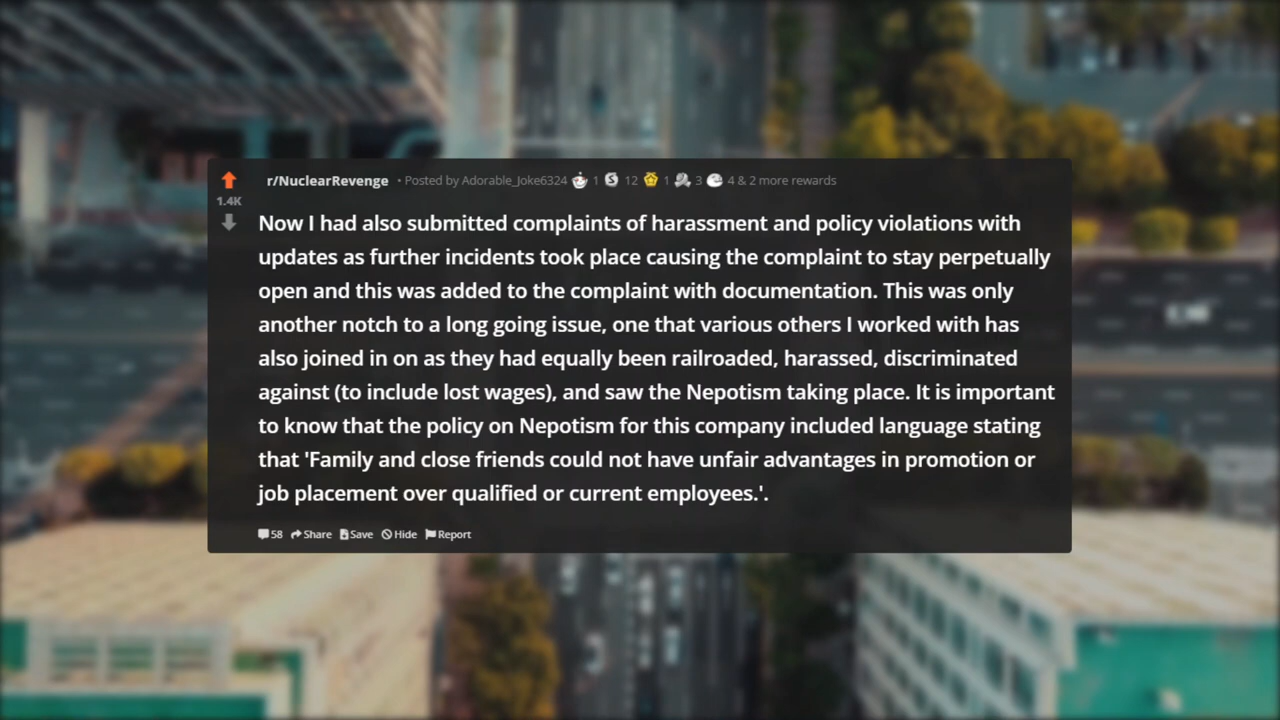 r/NuclearRevenge • Posted by Adorable_Joke6324 1 12 1 3 4 & 2 more rewards
1.4K
Now I had also submitted complaints of harassment and policy violations with
updates as further incidents took place causing the complaint to stay perpetually
open and this was added to the complaint with documentation. This was only
another notch to a long going issue, one that various others I worked with has
also joined in on as they had equally been railroaded, harassed, discriminated
against (to include lost wages), and saw the Nepotism taking place. It is important
to know that the policy on Nepotism for this company included language stating
that 'Family and close friends could not have unfair advantages in promotion or
job placement over qualified or current employees.'.
58 Share Save Hide Report